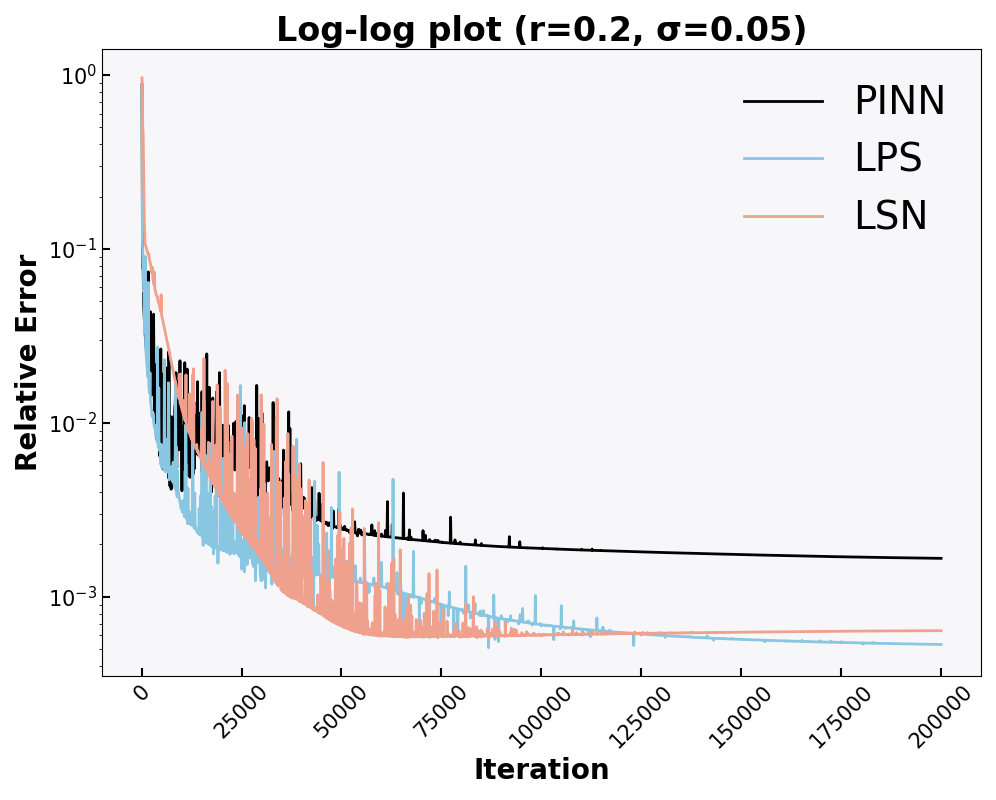 Log-log plot (r=0.2, σ=0.05)
Relative Error
10⁰
10⁻¹
10⁻²
10⁻³
PINN
LPS
LSN
0
25000
50000
75000
100000
125000
150000
175000
200000
Iteration